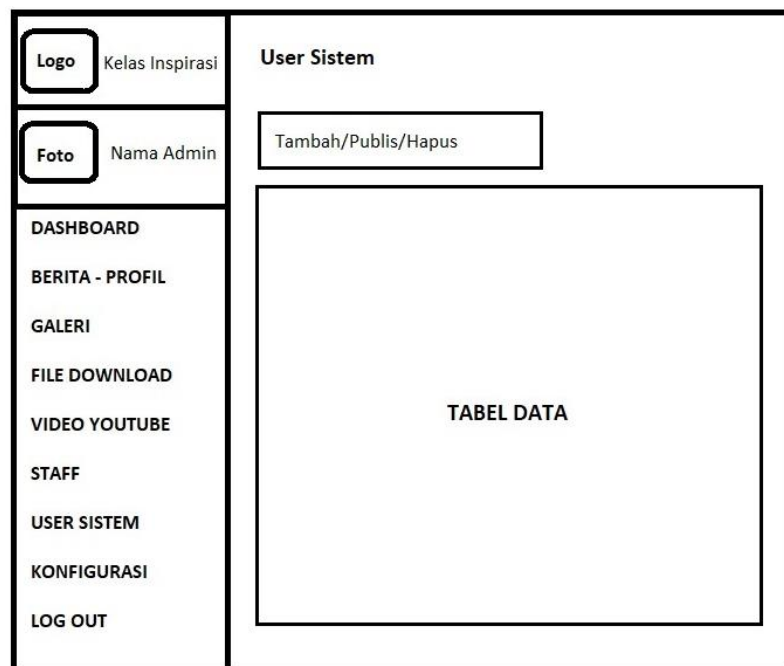 Logo Kelas Inspirasi
Foto Nama Admin
DASHBOARD
BERITA - PROFIL
GALERI
FILE DOWNLOAD
VIDEO YOUTUBE
STAFF
USER SISTEM
KONFIGURASI
LOG OUT
User Sistem
Tambah/Publis/Hapus
TABEL DATA